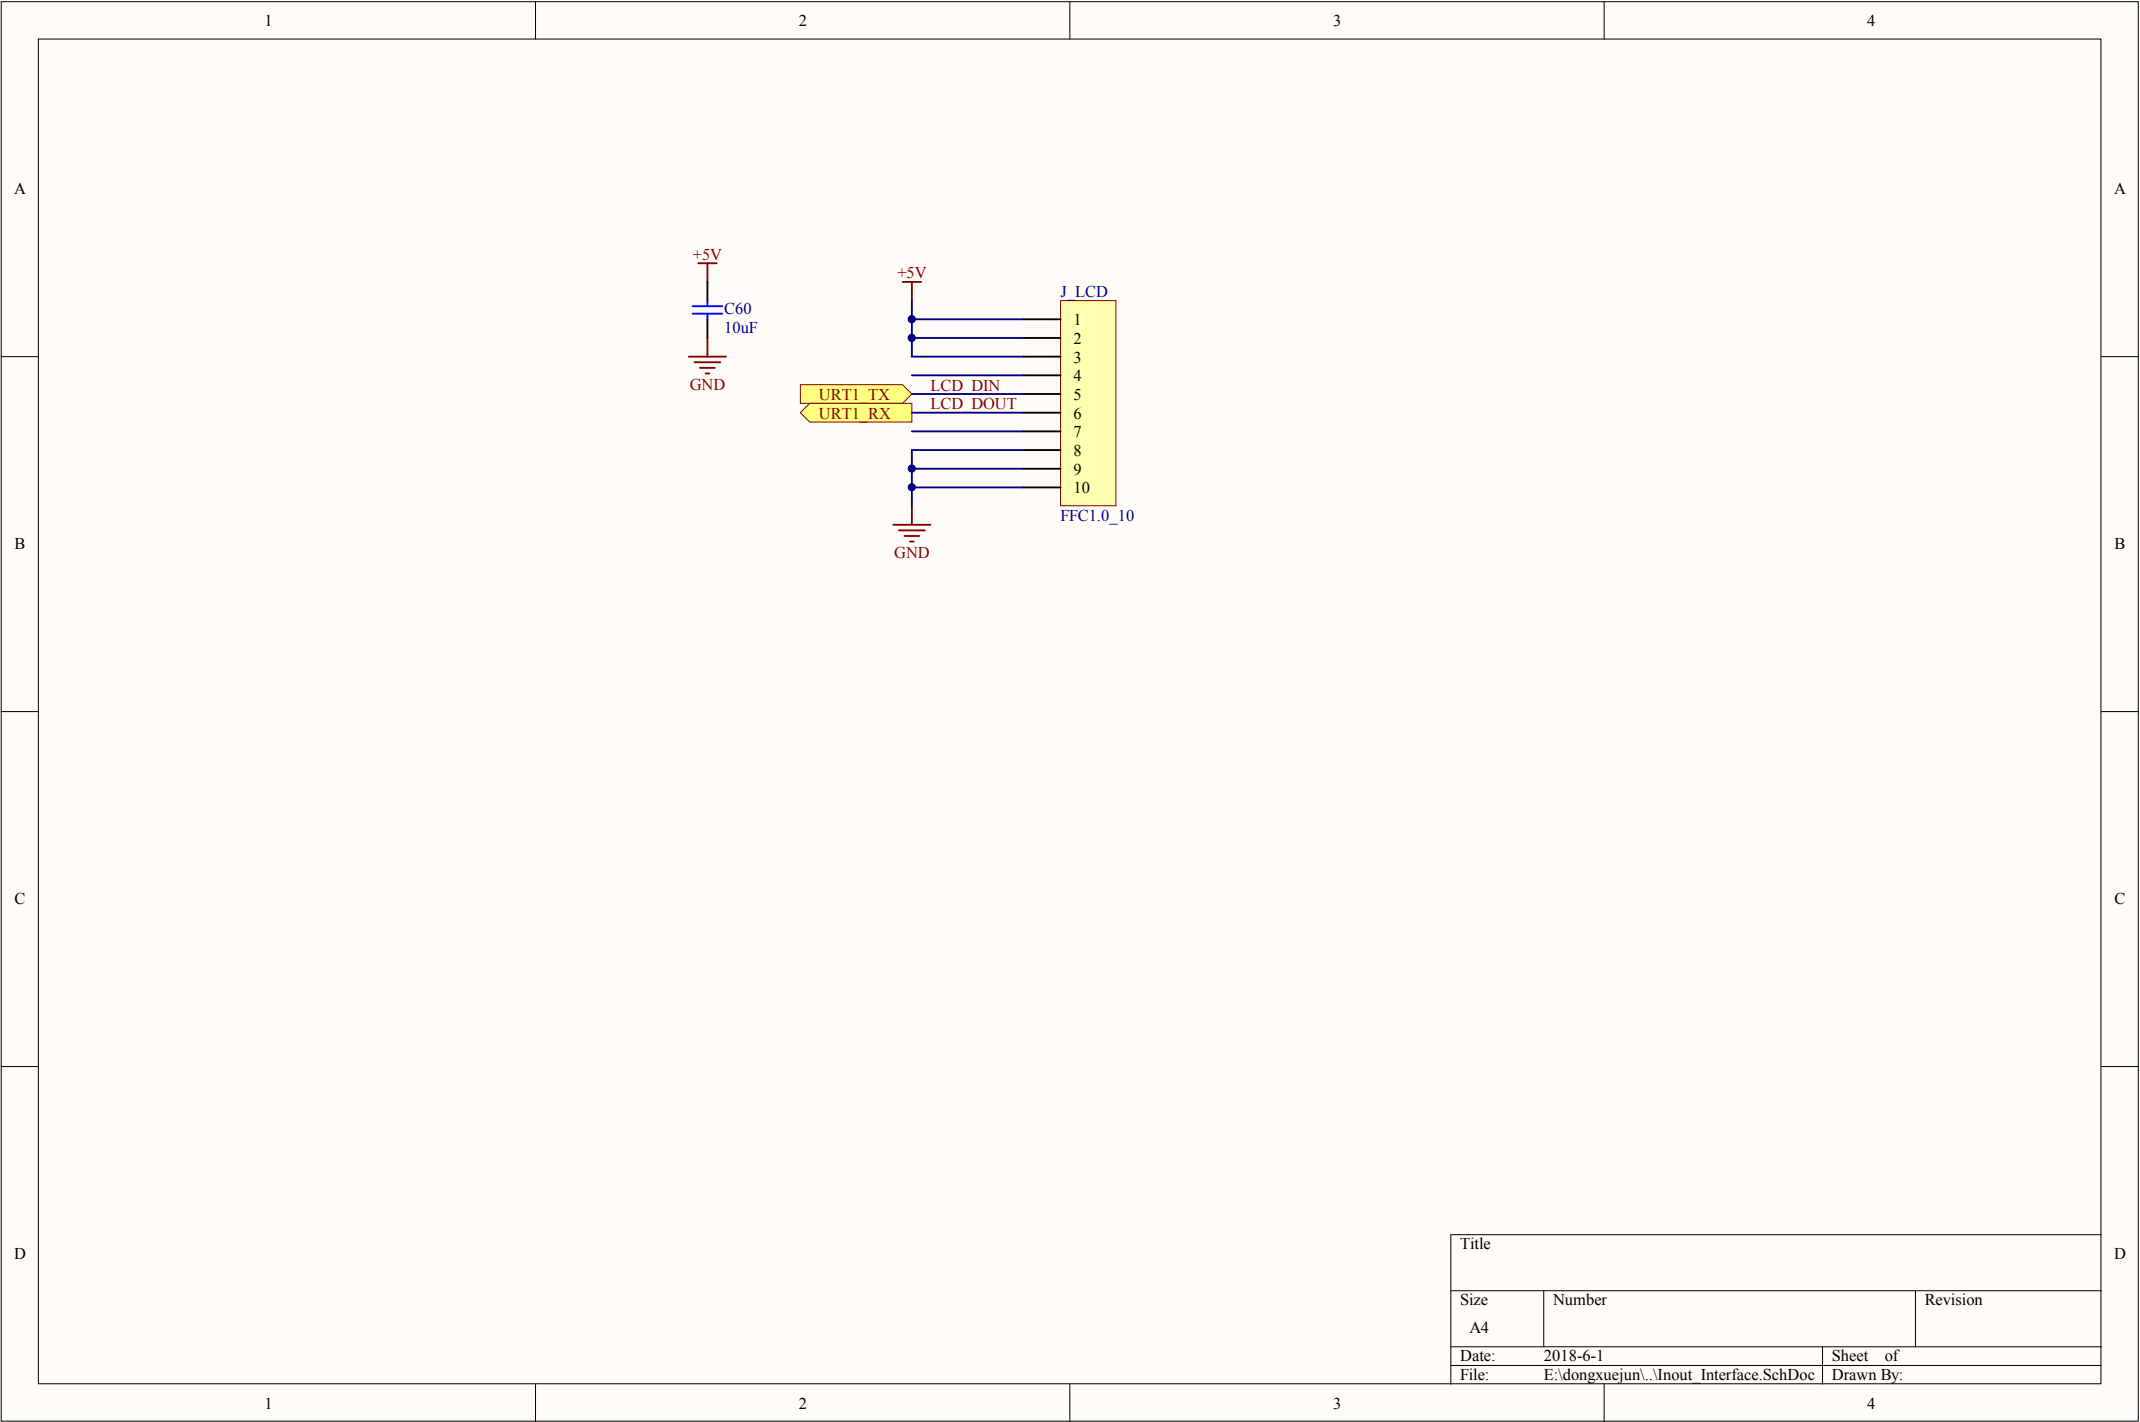 1 2 3 4
A A
+5V
C60
10uF
GND
+5V
J_LCD
1
2
3
4
URT1_TX LCD_DIN 5
URT1_RX LCD_DOUT 6
7
8
9
10
FFC1.0_10
GND
B B
C C
D D
Title
Size Number Revision
A4
Date: 2018-6-1 Sheet of
File: E:\dongxuejun\..\Inout_Interface.SchDoc Drawn By:
1 2 3 4